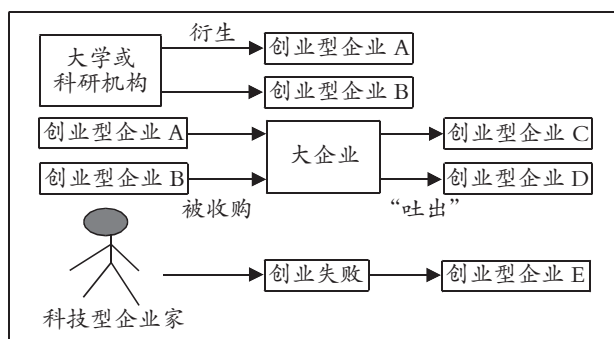 衍生
大学或
科研机构
创业型企业 A
创业型企业 B
创业型企业 A
大企业
创业型企业 C
创业型企业 B
创业型企业 D
被收购
“吐出”
创业失败
创业型企业 E
科技型企业家